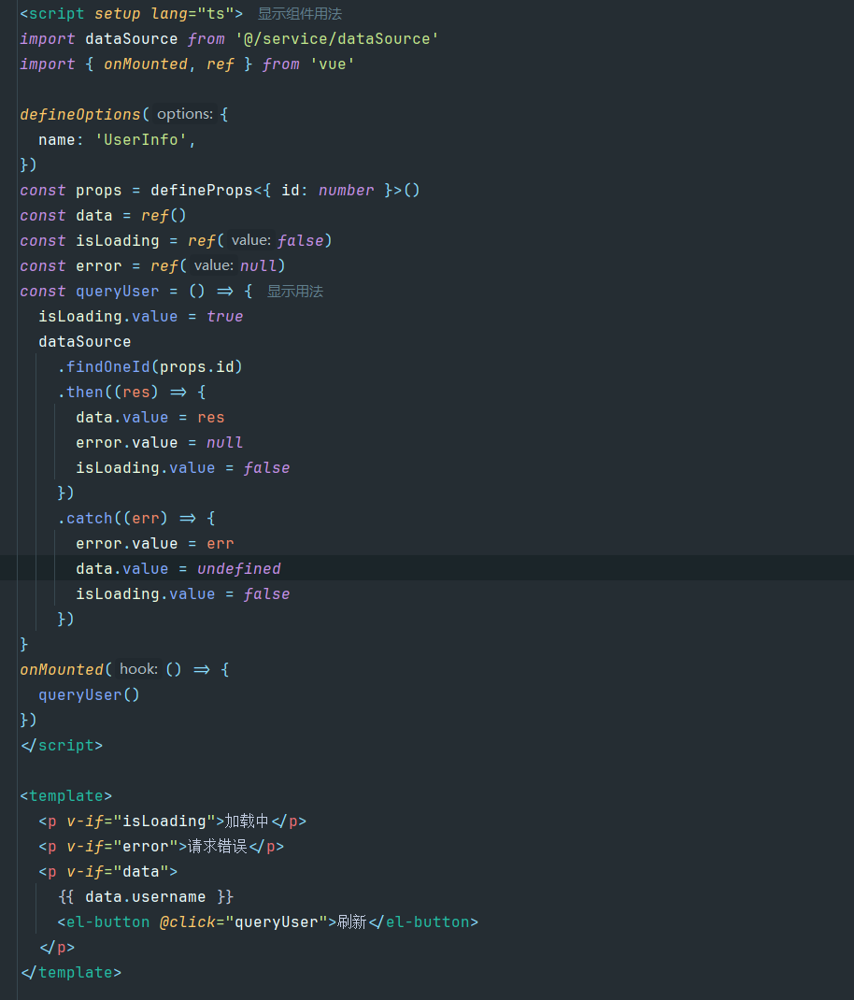 <script setup lang="ts"> 显示组件用法
import dataSource from '@/service/dataSource'
import { onMounted, ref } from 'vue'

defineOptions( options: {
  name: 'UserInfo',
})
const props = defineProps<{ id: number }>()
const data = ref()
const isLoading = ref( value: false)
const error = ref( value: null)
const queryUser = () => { 显示用法
  isLoading.value = true
  dataSource
    .findOneId(props.id)
    .then((res) => {
      data.value = res
      error.value = null
      isLoading.value = false
    })
    .catch((err) => {
      error.value = err
      data.value = undefined
      isLoading.value = false
    })
}
onMounted( hook: () => {
  queryUser()
})
</script>

<template>
  <p v-if="isLoading">加载中</p>
  <p v-if="error">请求错误</p>
  <p v-if="data">
    {{ data.username }}
    <el-button @click="queryUser">刷新</el-button>
  </p>
</template>